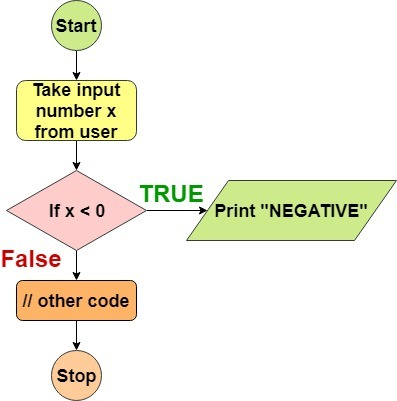 Start
Take input
number x
from user
If x < 0
TRUE
Print "NEGATIVE"
False
// other code
Stop